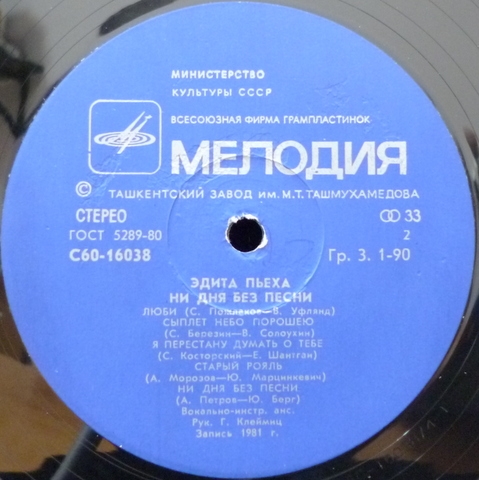 МИНИСТЕРСТВО
КУЛЬТУРЫ СССР
ВСЕСОЮЗНАЯ ФИРМА ГРАМПЛАСТИНОК
МЕЛОДИЯ
© ТАШКЕНТСКИЙ ЗАВОД ИМ. М.Т. ТАШМУХАМЕДОВА
СТЕРЕО 33
ГОСТ 5289-80 2
С60-16038 Гр. 3. 1-90
ЭДИТА ПЬЕХА
НИ ДНЯ БЕЗ ПЕСНИ
ЛЮБИ (С. Пожлаков—В. Уфлянд)
СЫПЛЕТ НЕБО ПОРОШЕЮ
(С. Березин—В. Солоухин)
Я ПЕРЕСТАНУ ДУМАТЬ О ТЕБЕ
(С. Касторский—Е. Шантгаи)
СТАРЫЙ РОЯЛЬ
(А. Морозов—Ю. Марцинкевич)
НИ ДНЯ БЕЗ ПЕСНИ
(А. Петров—Ю. Берг)
Вокально-инстр. анс.
Рук. Г. Клеймиц
Запись 1981 г.